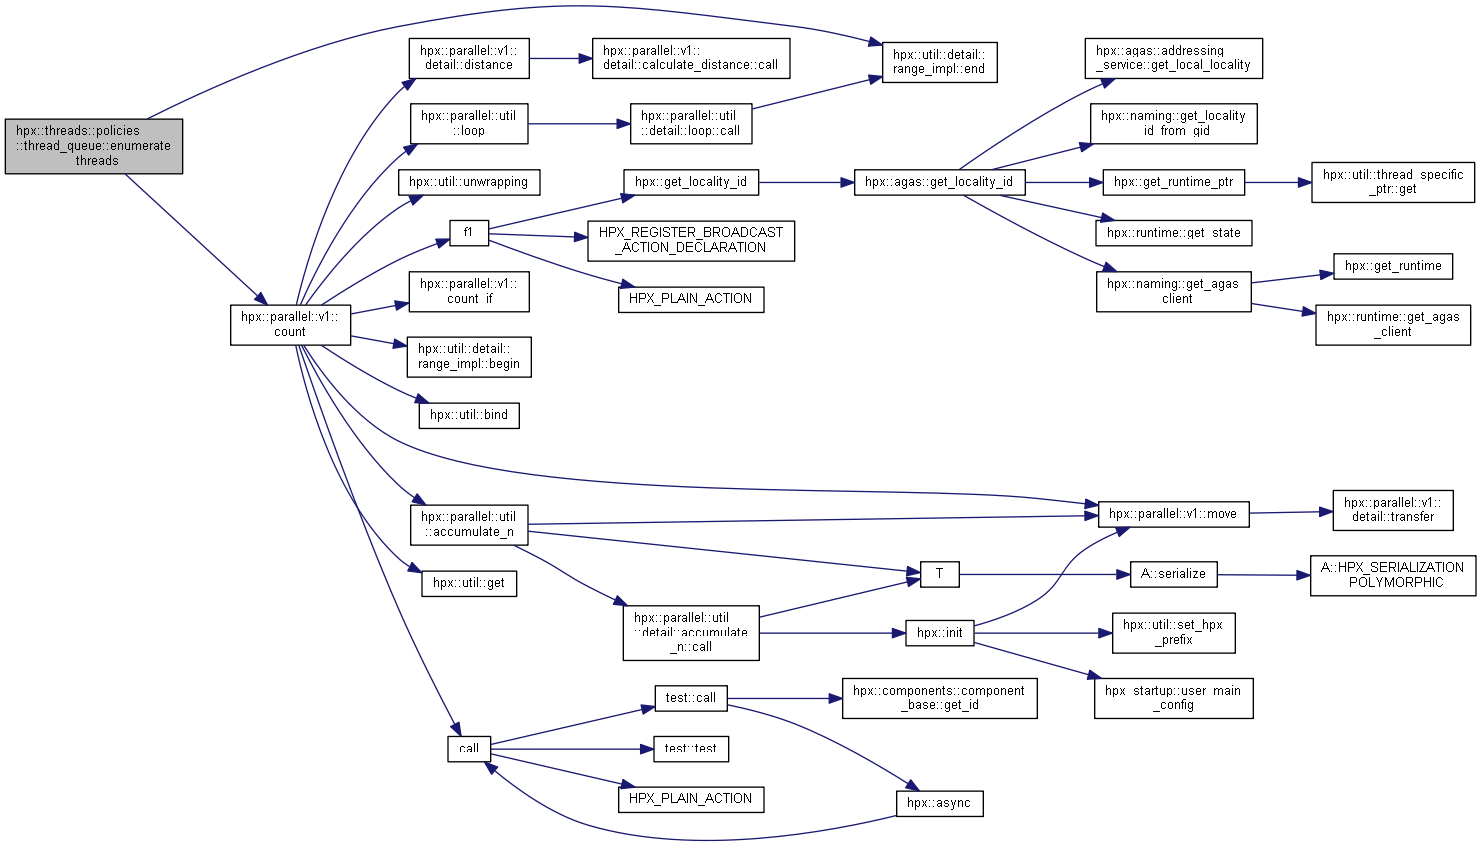 hpx::threads::policies
::thread_queue::enumerate
threads
hpx::parallel::v1::
count
hpx::parallel::v1::
detail::distance
hpx::parallel::v1::
detail::calculate_distance::call
hpx::util::detail::
range_impl::end
hpx::parallel::util
::loop
hpx::parallel::util
::detail::loop::call
hpx::util::unwrapping
f1
hpx::get_locality_id
HPX_REGISTER_BROADCAST
_ACTION_DECLARATION
HPX_PLAIN_ACTION
hpx::agas::get_locality_id
hpx::agas::addressing
_service::get_local_locality
hpx::naming::get_locality
id_from_gid
hpx::get_runtime_ptr
hpx::util::thread_specific
_ptr::get
hpx::runtime::get_state
hpx::naming::get_agas
client
hpx::get_runtime
hpx::runtime::get_agas
_client
hpx::parallel::v1::
count_if
hpx::util::detail::
range_impl::begin
hpx::util::bind
hpx::parallel::util
::accumulate_n
hpx::util::get
hpx::parallel::v1::move
hpx::parallel::v1::
detail::transfer
T
A::serialize
A::HPX_SERIALIZATION
POLYMORPHIC
hpx::parallel::util
::detail::accumulate
_n::call
hpx::init
hpx::util::set_hpx
_prefix
hpx_startup::user_main
_config
call
test::call
hpx::components::component
_base::get_id
test::test
HPX_PLAIN_ACTION
hpx::async